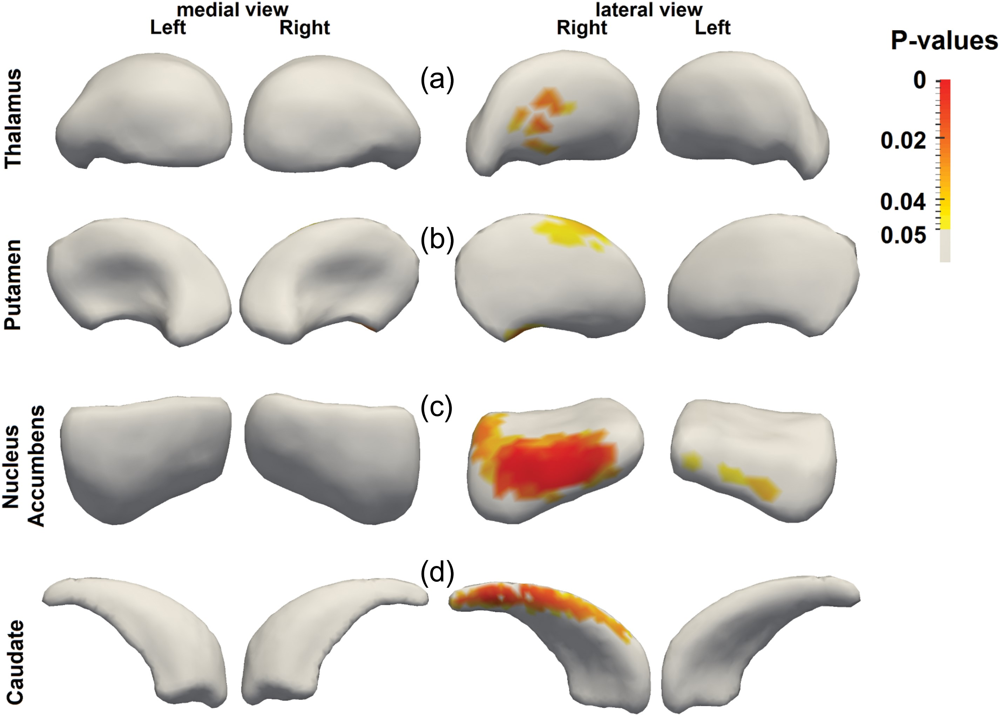 medial view
Left Right
lateral view
Right Left
P-values
0
0.02
0.04
0.05
Thalamus
(a)
Putamen
(b)
Nucleus
Accumbens
(c)
Caudate
(d)